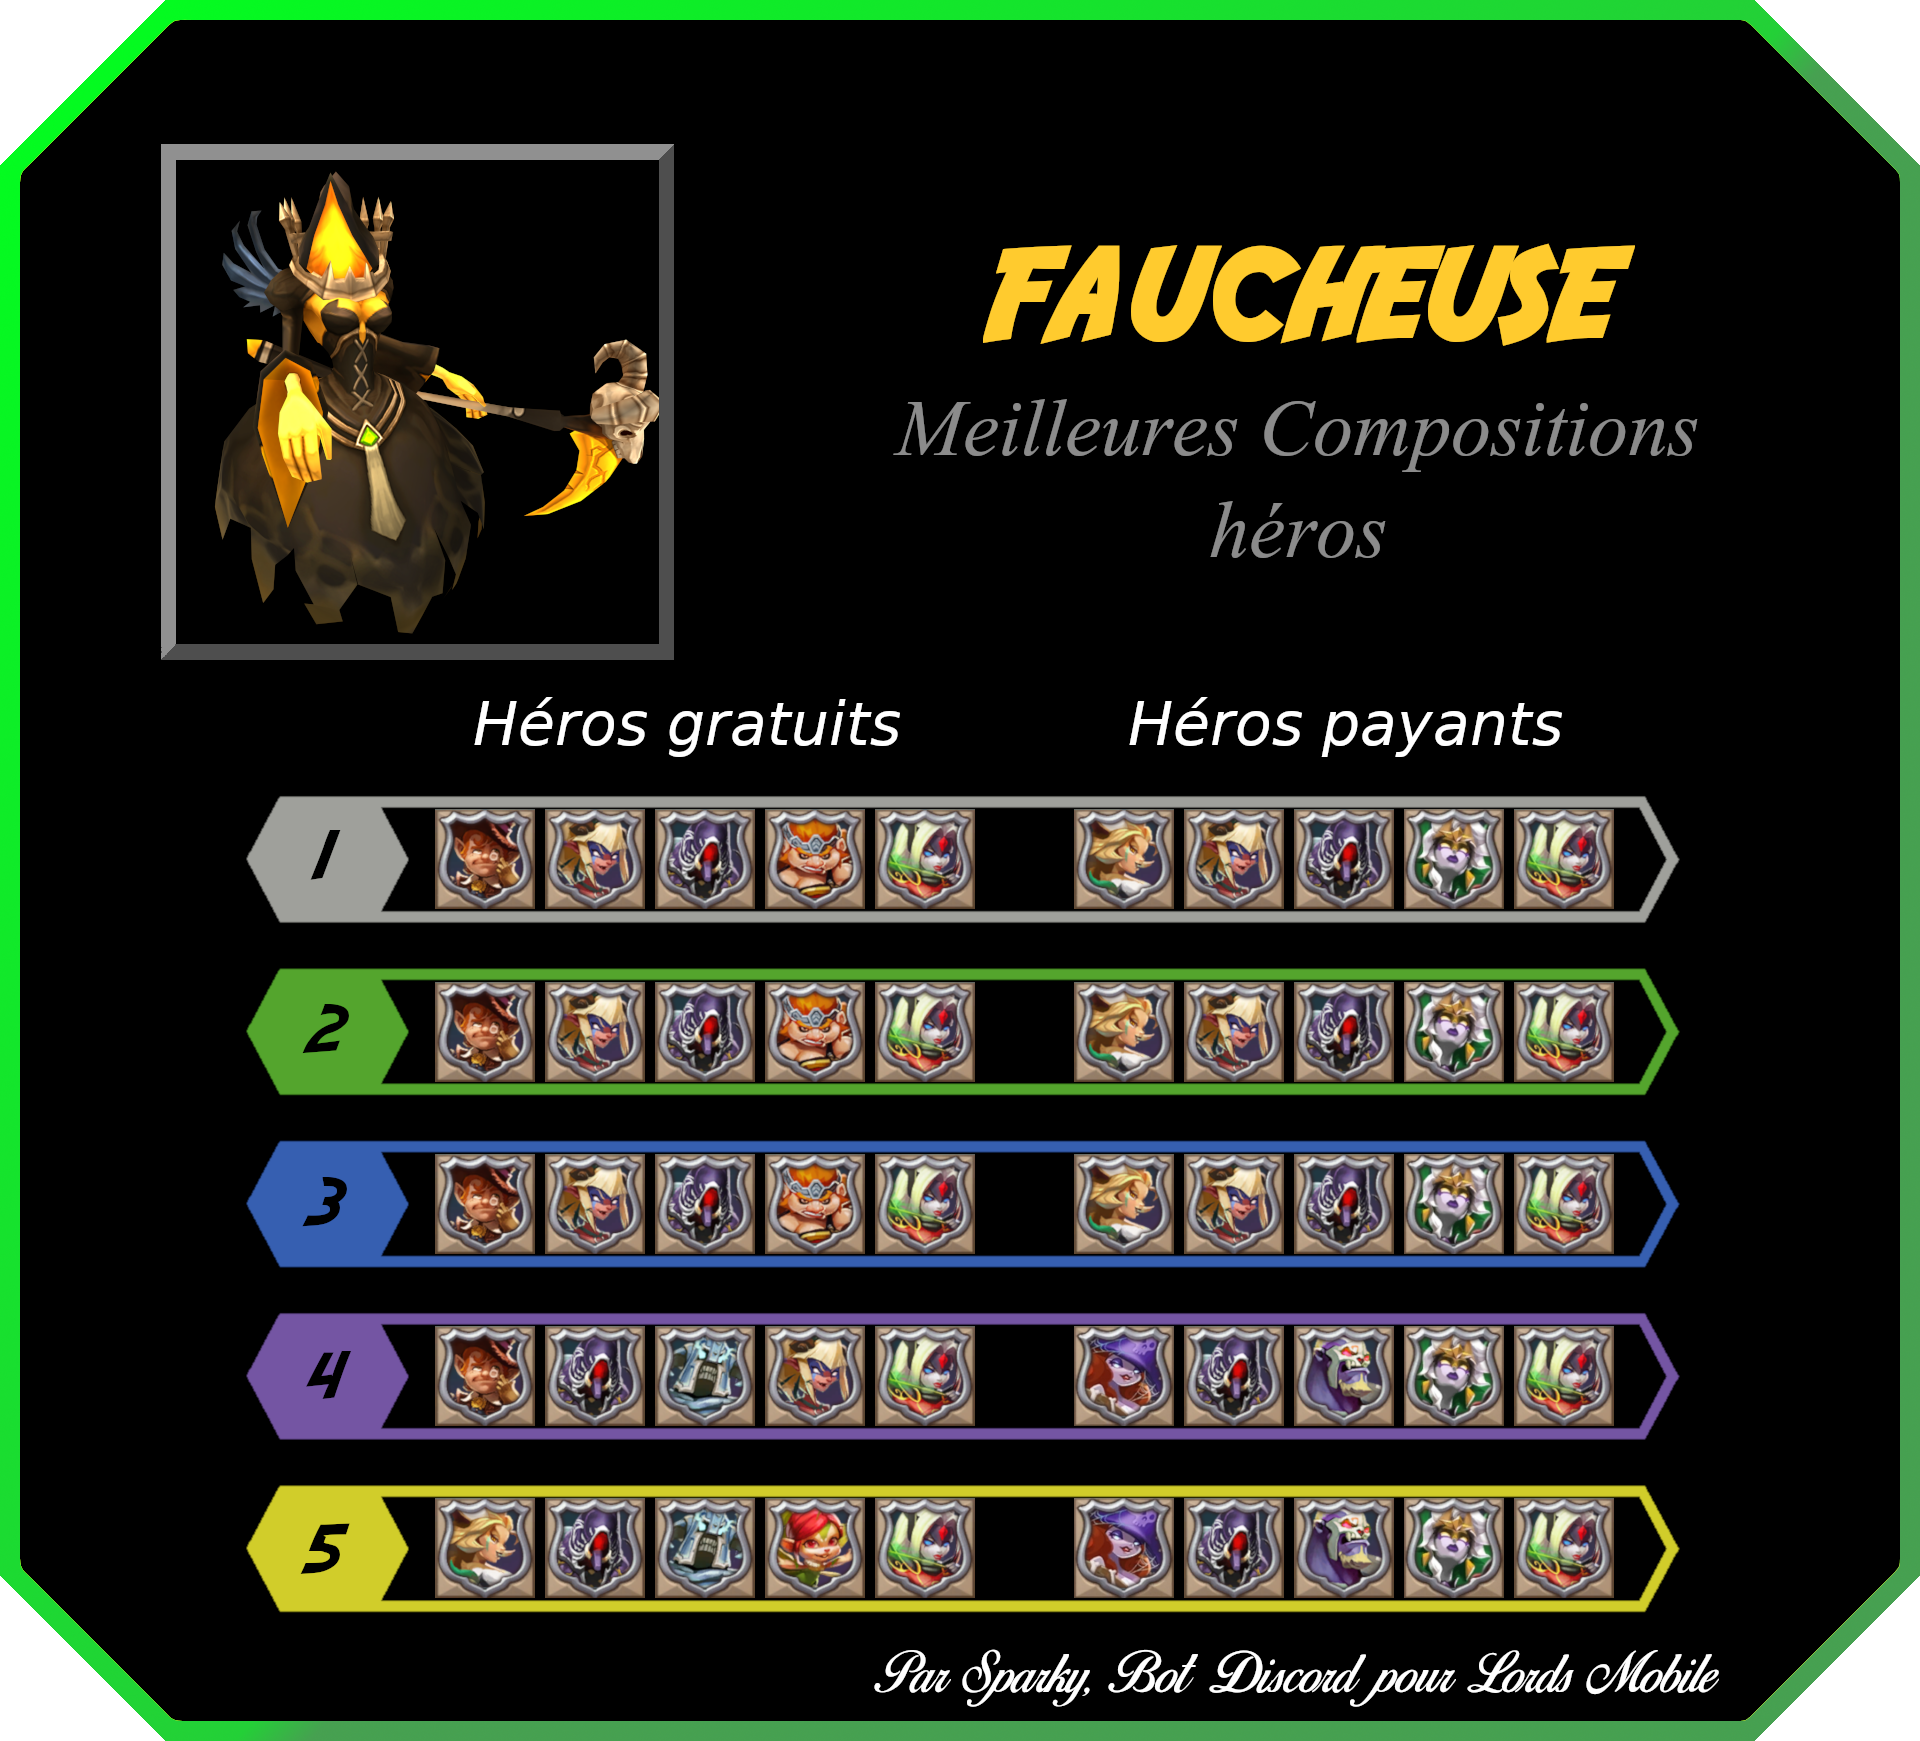 FAUCHEUSE
Meilleures Compositions
héros
Héros gratuits Héros payants
1
2
3
4
5
Par Sparky, Bot Discord pour Lords Mobile